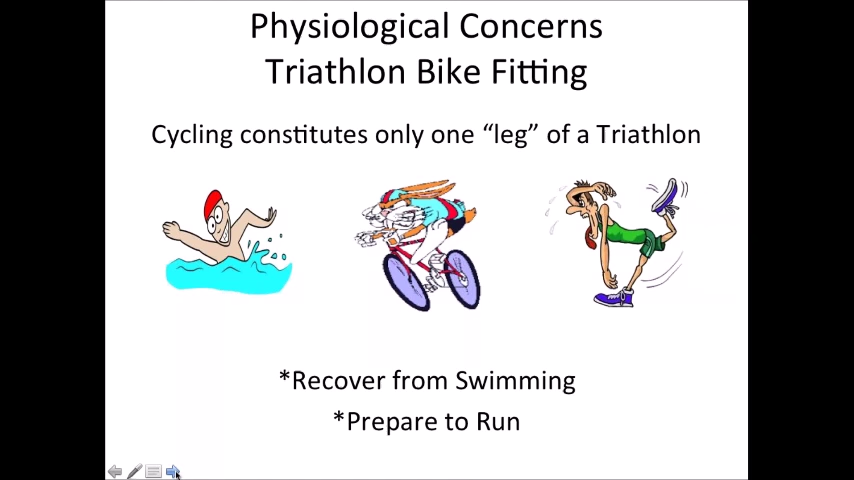 Physiological Concerns
Triathlon Bike Fitting
Cycling constitutes only one “leg” of a Triathlon
*Recover from Swimming
*Prepare to Run